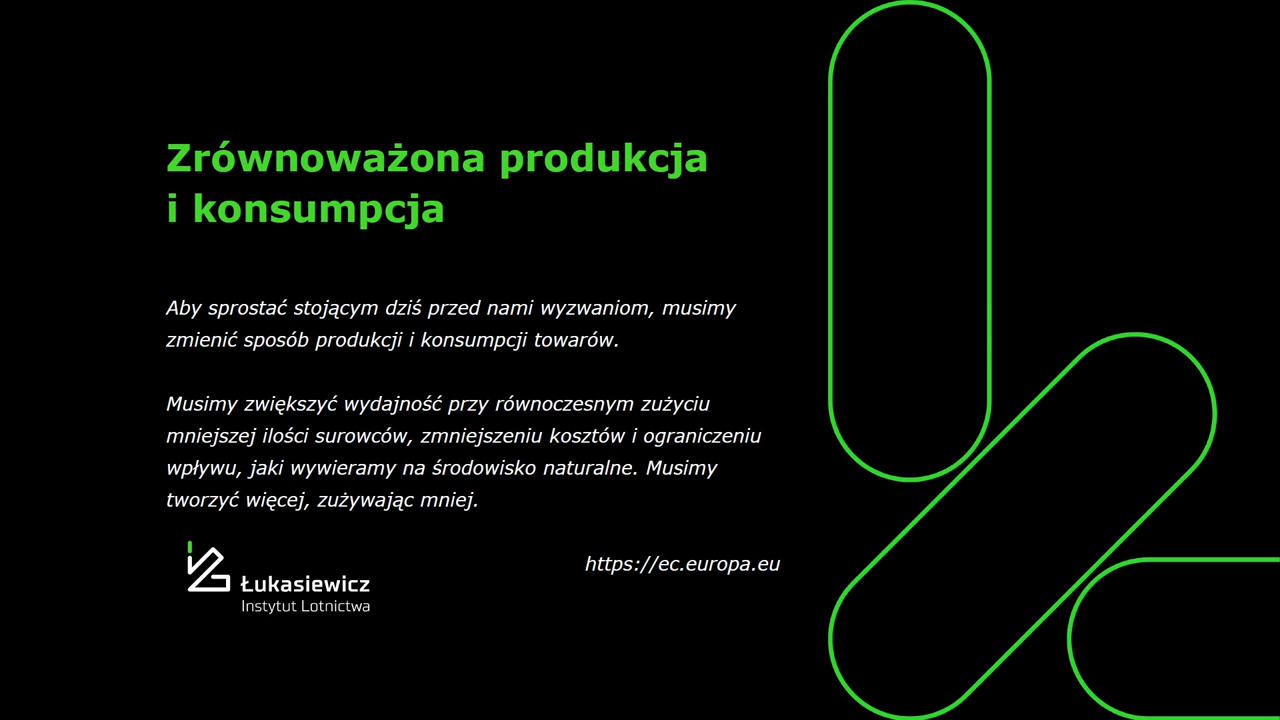 Zrównoważona produkcja
i konsumpcja
Aby sprostać stojącym dziś przed nami wyzwaniom, musimy
zmienić sposób produkcji i konsumpcji towarów.
Musimy zwiększyć wydajność przy równoczesnym zużyciu
mniejszej ilości surowców, zmniejszeniu kosztów i ograniczeniu
wpływu, jaki wywieramy na środowisko naturalne. Musimy
tworzyć więcej, zużywając mniej.
https://ec.europa.eu
Łukasiewicz
Instytut Lotnictwa